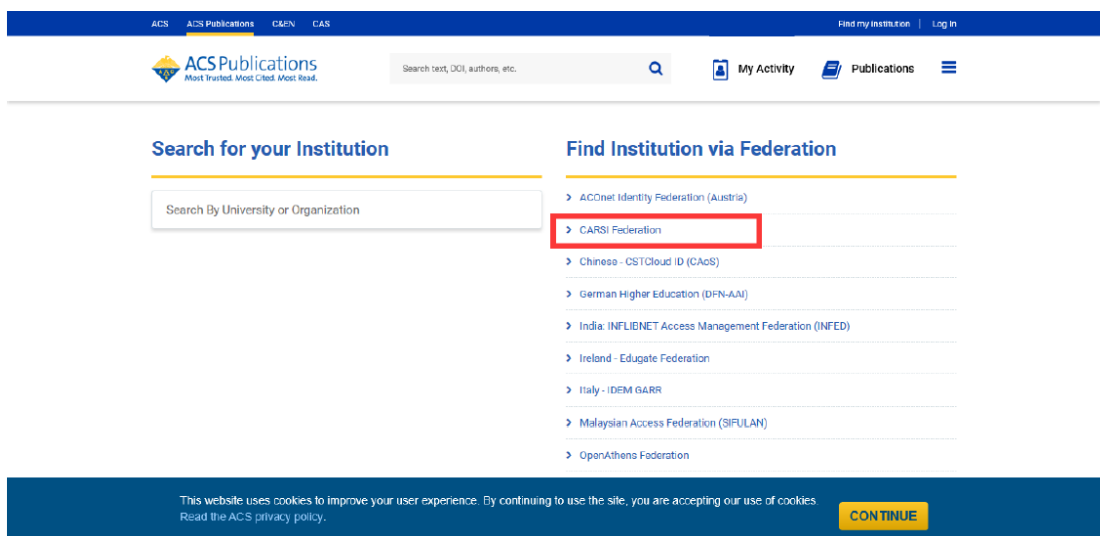 ACS ACS Publications C&EN CAS Find my institution | Log In
ACS Publications
Most Trusted. Most Cited. Most Read.
Search text, DOI, authors, etc.
My Activity
Publications
Search for your Institution
Search By University or Organization
Find Institution via Federation
ACOnet Identity Federation (Austria)
CARSI Federation
Chinese - CSTCloud ID (CAoS)
German Higher Education (DFN-AAI)
India: INFLIBNET Access Management Federation (INFED)
Ireland - Edugate Federation
Italy - IDEM GARR
Malaysian Access Federation (SIFULAN)
OpenAthens Federation
This website uses cookies to improve your user experience. By continuing to use the site, you are accepting our use of cookies.
Read the ACS privacy policy.
CONTINUE